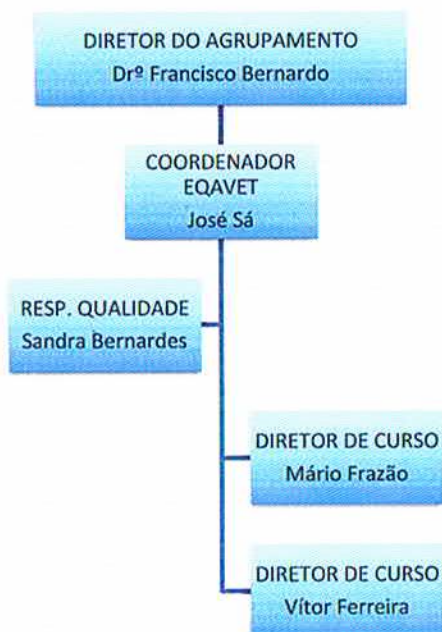 DIRETOR DO AGRUPAMENTO
Drº Francisco Bernardo
COORDENADOR
EQAVET
José Sá
RESP. QUALIDADE
Sandra Bernardes
DIRETOR DE CURSO
Mário Frazão
DIRETOR DE CURSO
Vítor Ferreira